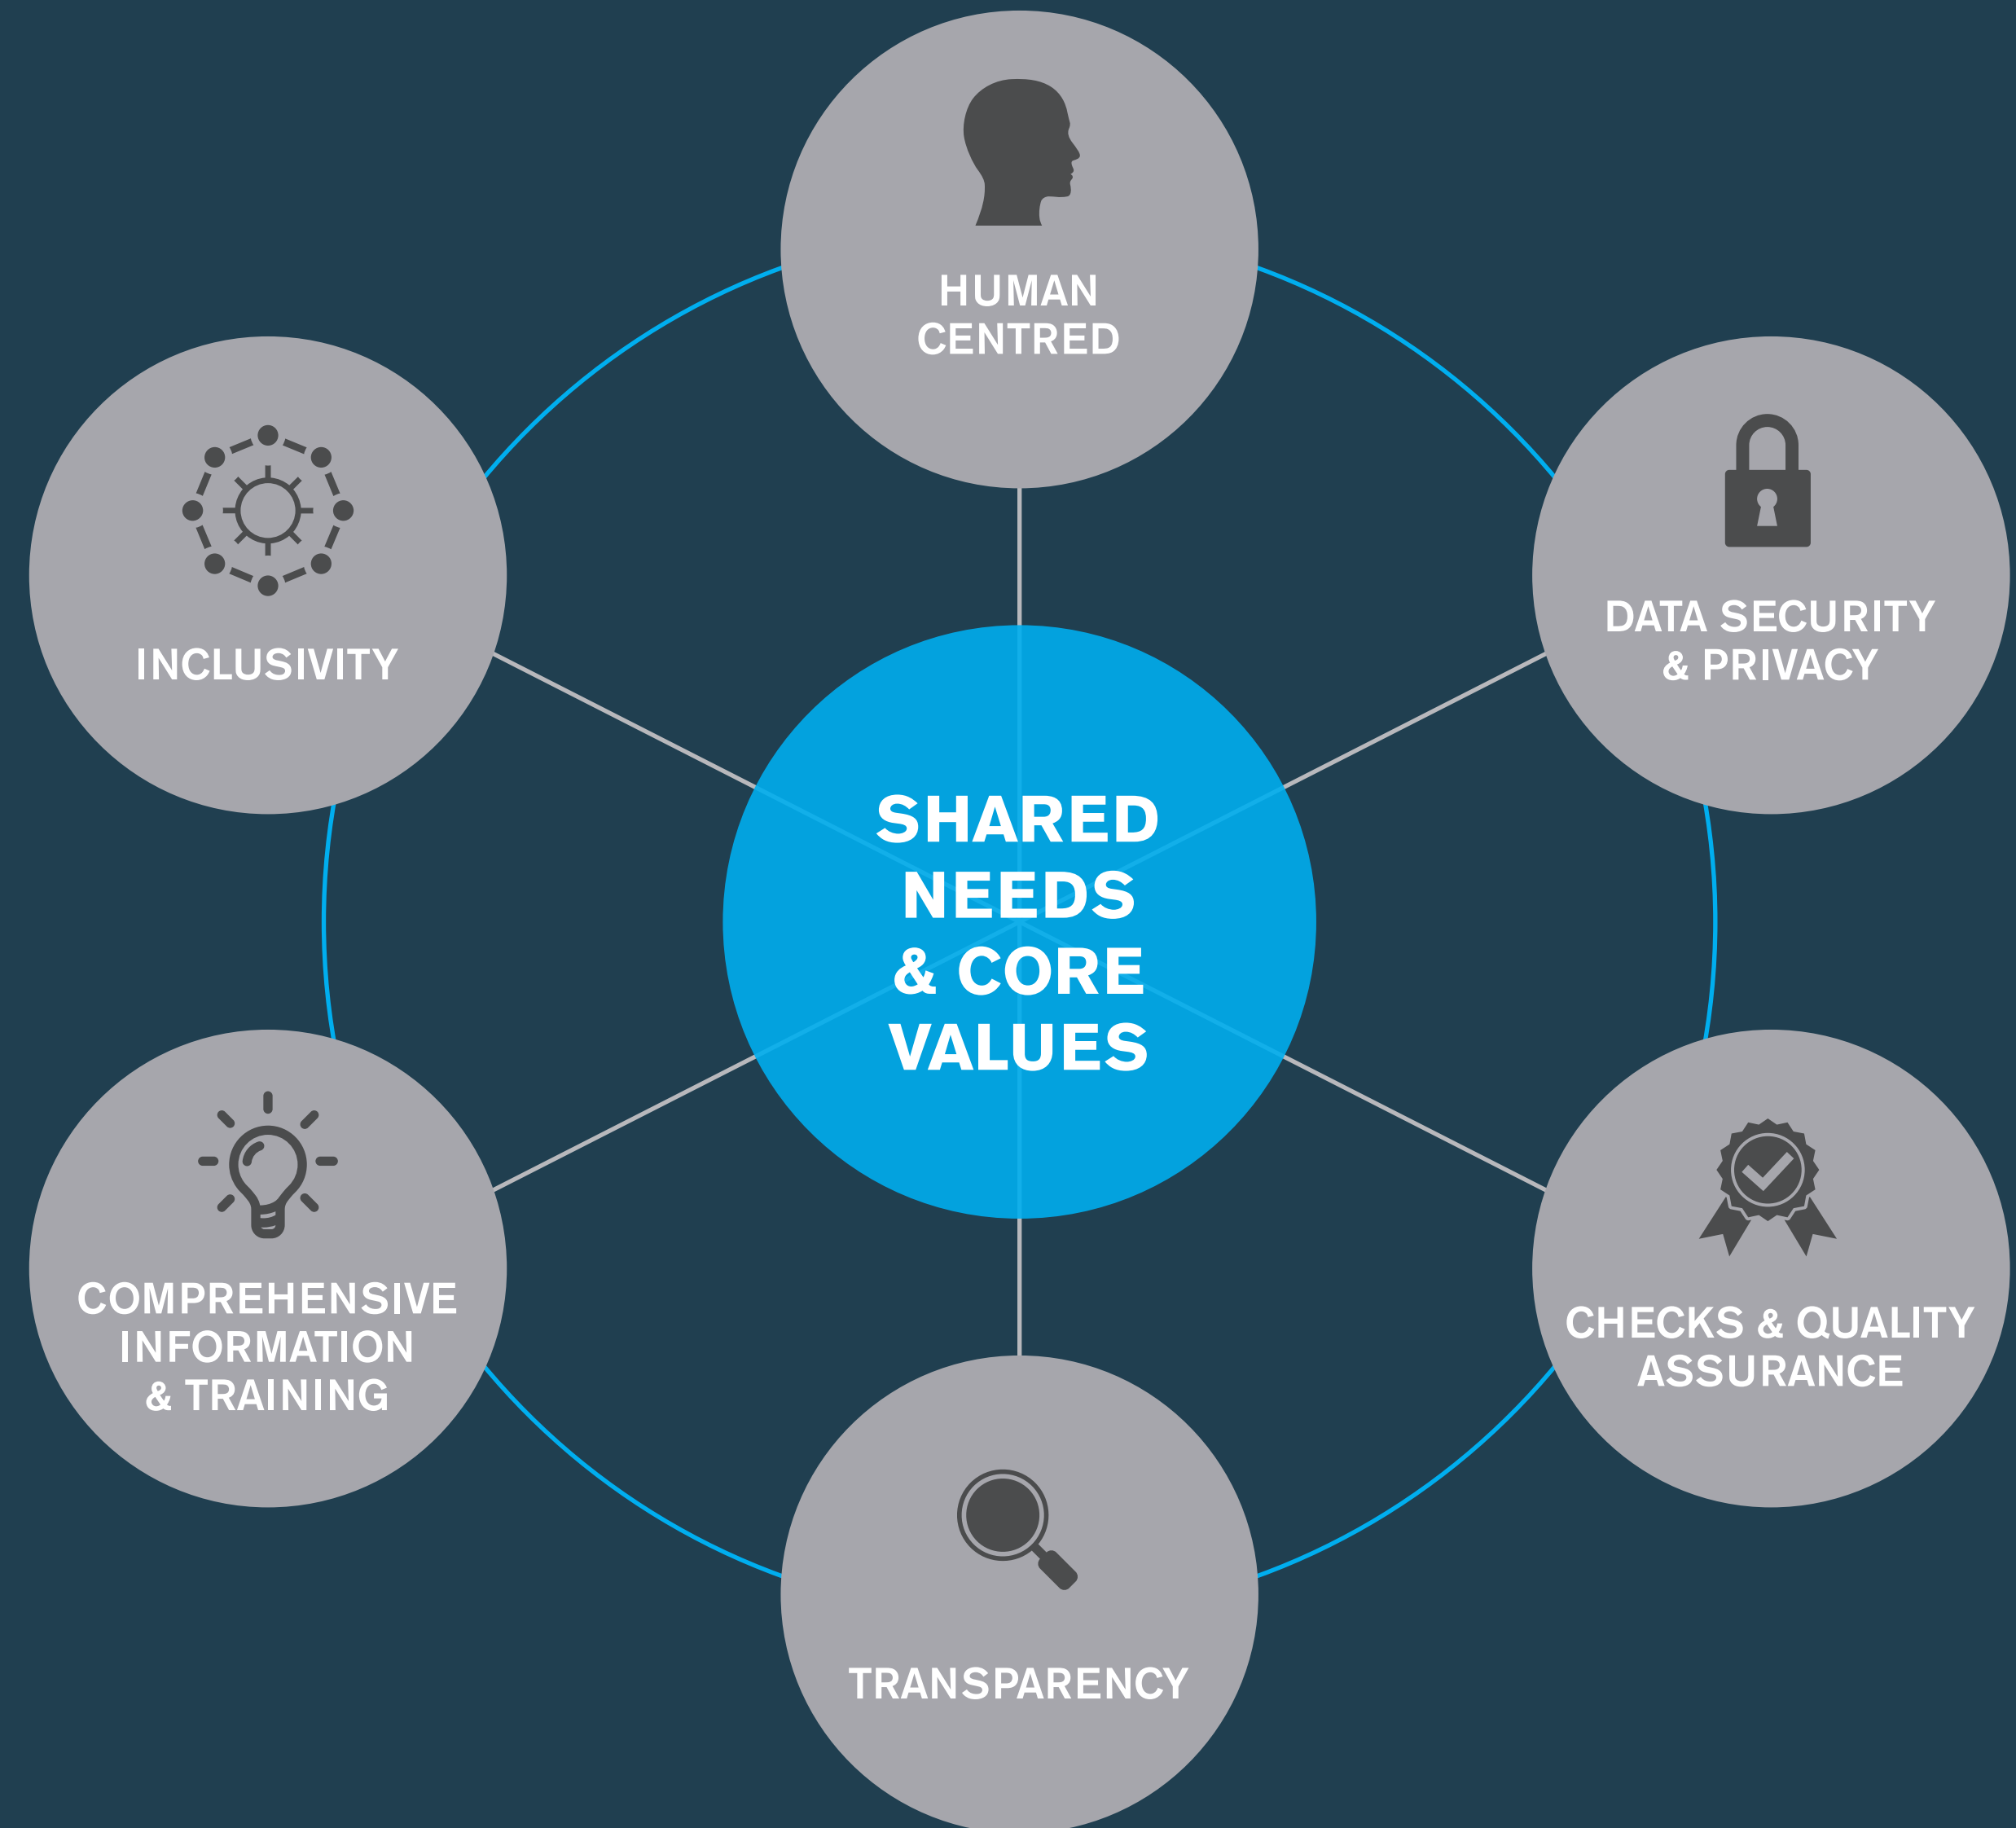 HUMAN
CENTRED
DATA SECURITY
& PRIVACY
INCLUSIVITY
SHARED
NEEDS
& CORE
VALUES
COMPREHENSIVE
INFORMATION
& TRAINING
CHECKS & QUALITY
ASSURANCE
TRANSPARENCY